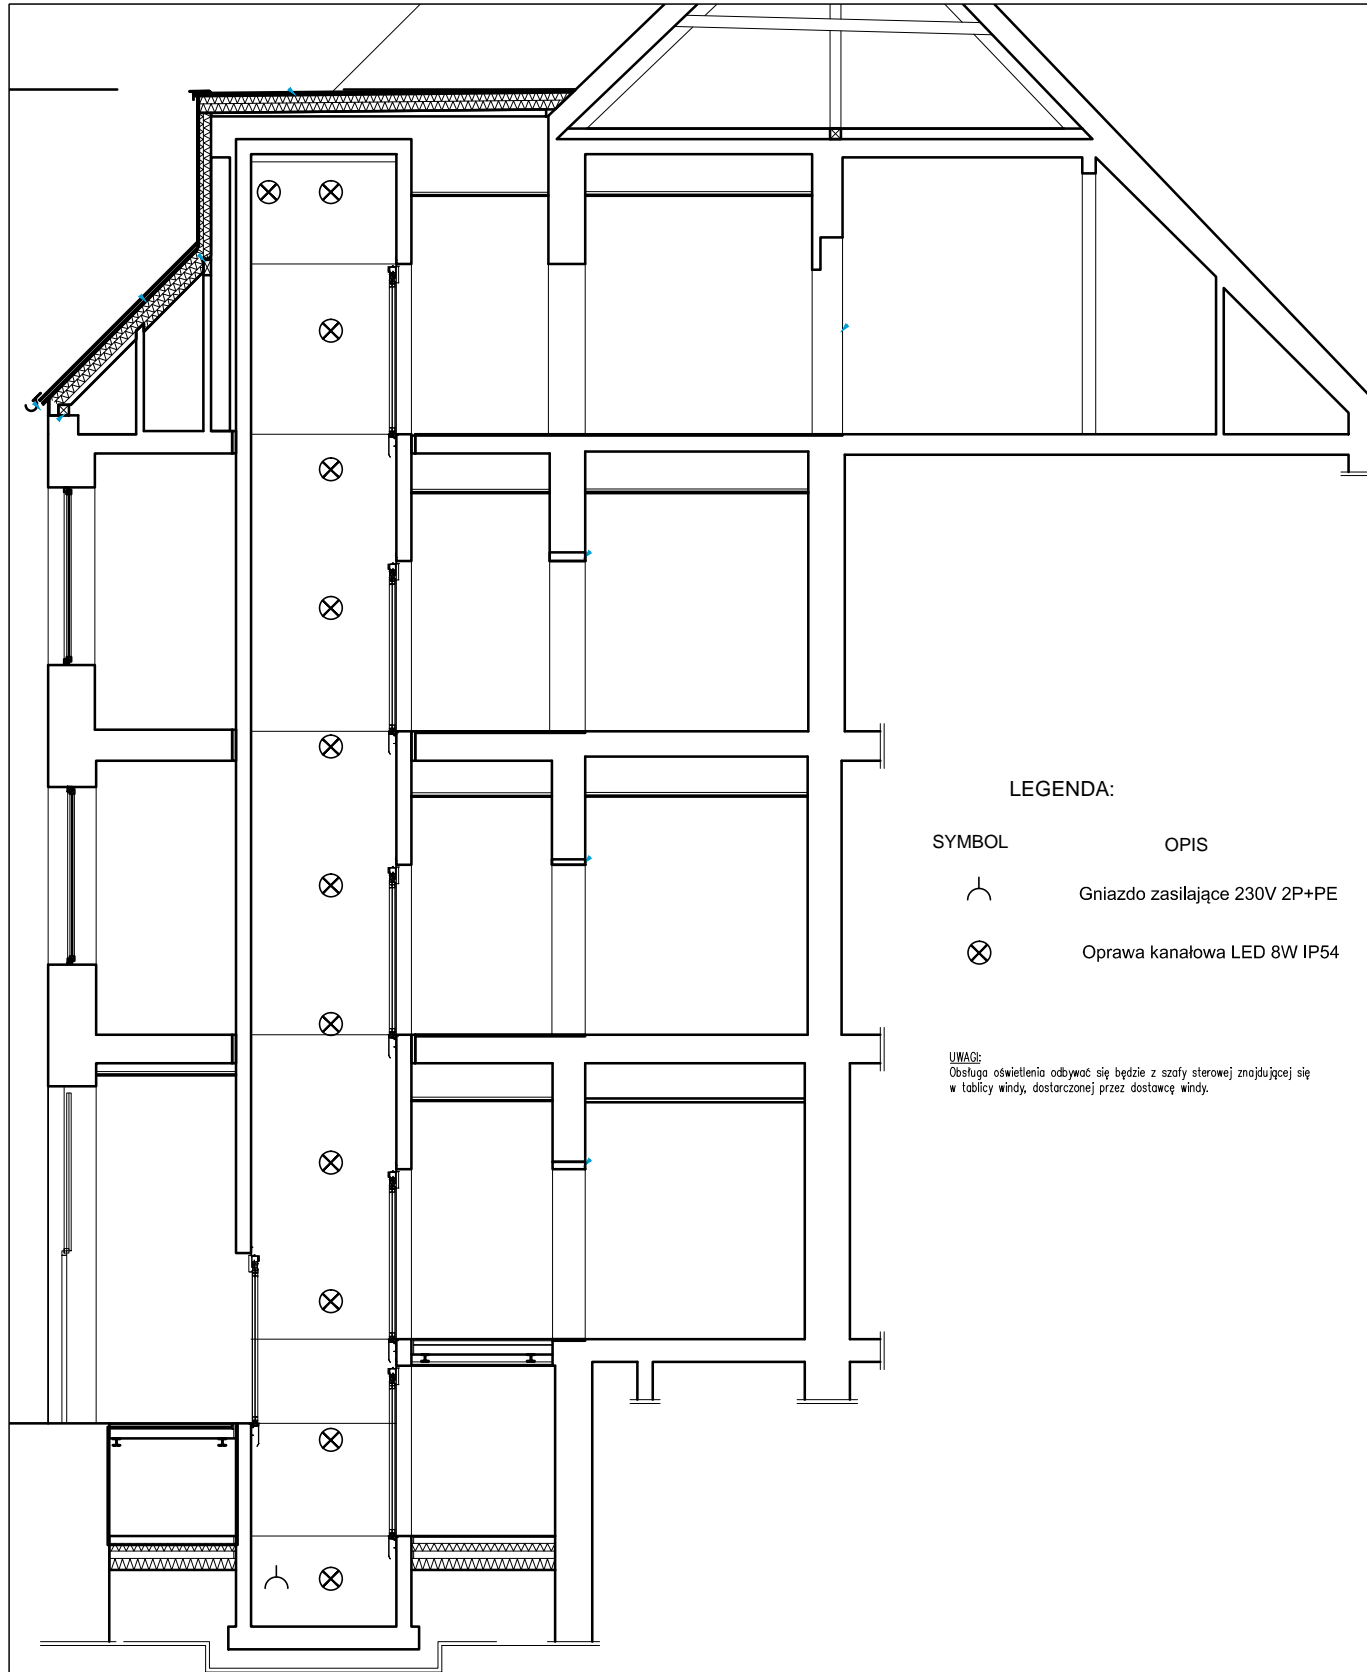 LEGENDA:
SYMBOL OPIS
Gniazdo zasilające 230V 2P+PE
Oprawa kanałowa LED 8W IP54
UWAGI:
Obsługa oświetlenia odbywać się będzie z szafy sterowej znajdującej się
w tablicy windy, dostarczonej przez dostawcę windy.